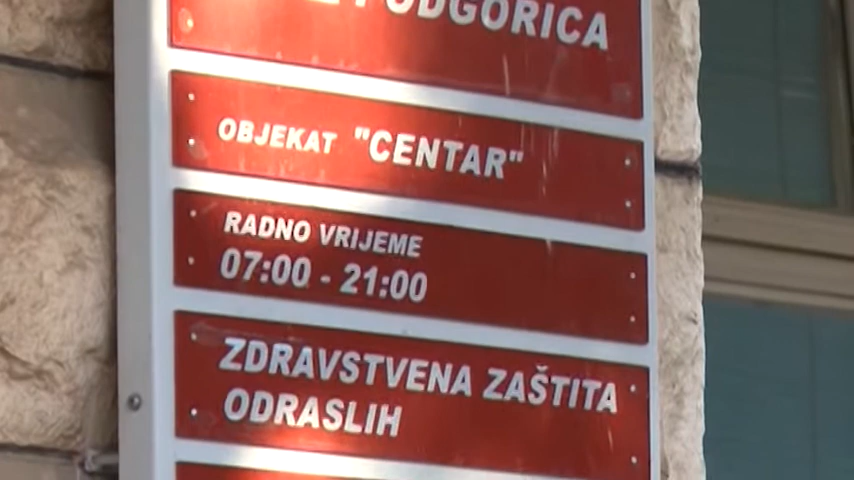 PODGORICA
OBJEKAT "CENTAR"
RADNO VRIJEME
07:00 - 21:00
ZDRAVSTVENA ZAŠTITA
ODRASLIH